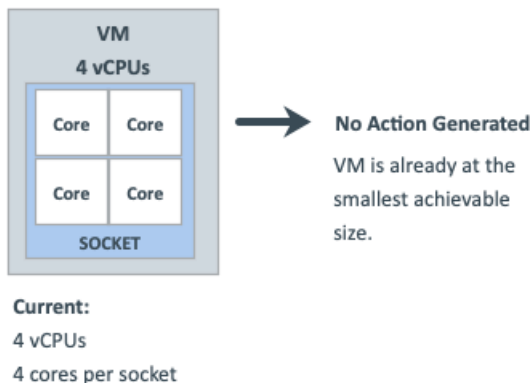 VM
4 vCPUs
Core Core
Core Core
SOCKET
No Action Generated
VM is already at the
smallest achievable
size.
Current:
4 vCPUs
4 cores per socket